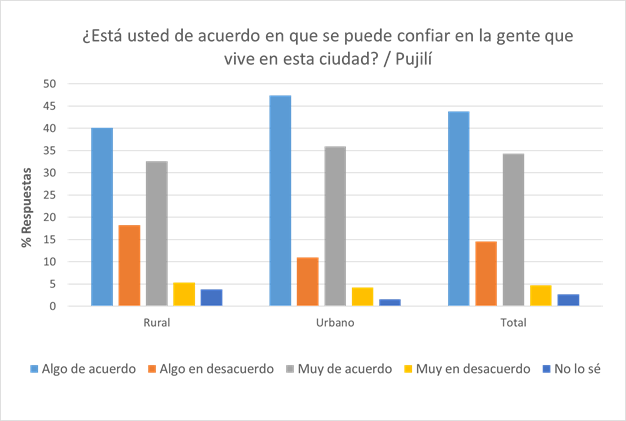 ¿Está usted de acuerdo en que se puede confiar en la gente que
vive en esta ciudad? / Pujilí
% Respuestas
50
45
40
35
30
25
20
15
10
5
0
Rural
Urbano
Total
Algo de acuerdo
Algo en desacuerdo
Muy de acuerdo
Muy en desacuerdo
No lo sé